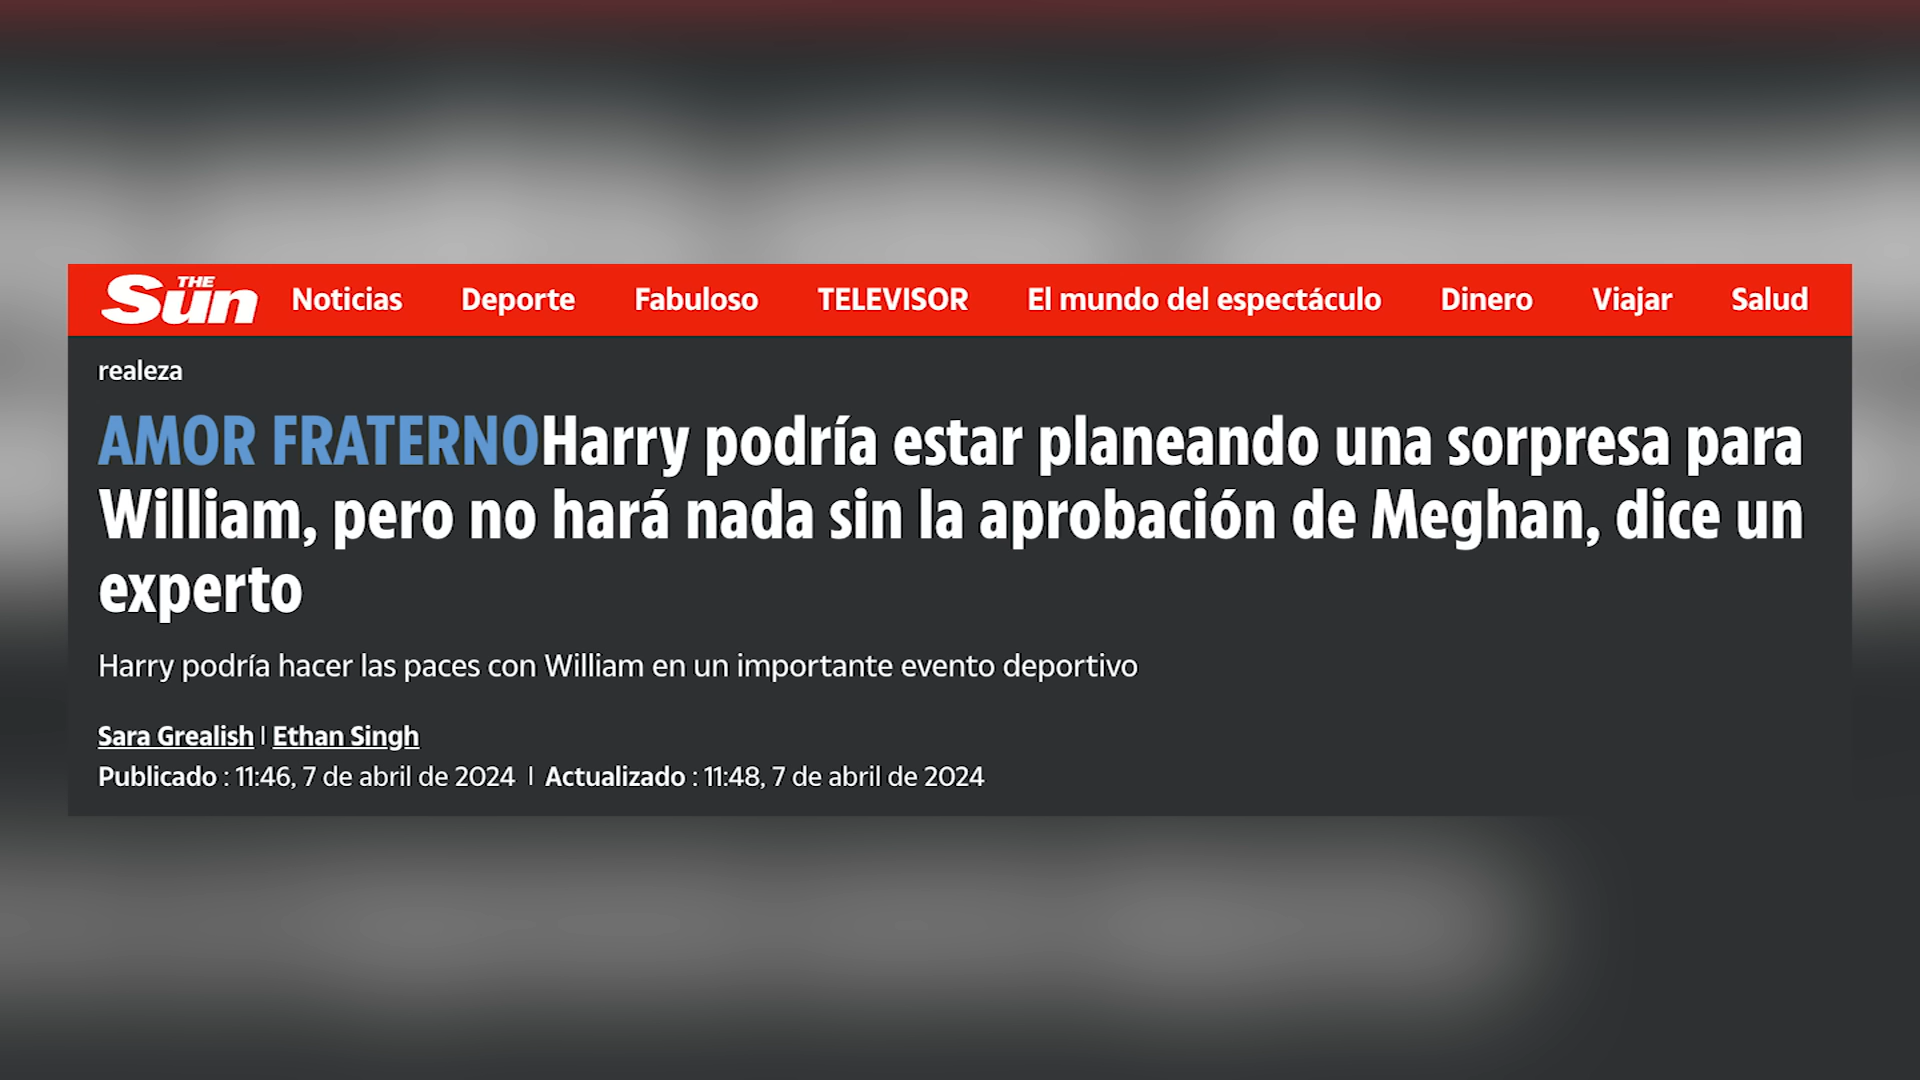 THE Sun Noticias Deporte Fabuloso TELEVISOR El mundo del espectáculo Dinero Viajar Salud
realeza
AMOR FRATERNOHarry podría estar planeando una sorpresa para
William, pero no hará nada sin la aprobación de Meghan, dice un
experto
Harry podría hacer las paces con William en un importante evento deportivo
Sara Grealish | Ethan Singh
Publicado : 11:46, 7 de abril de 2024 | Actualizado : 11:48, 7 de abril de 2024